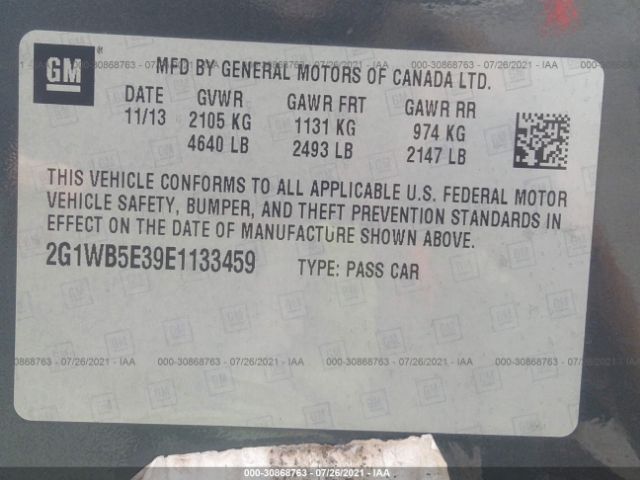 GM
®
MFD BY GENERAL MOTORS OF CANADA LTD.
DATE GVWR GAWR FRT GAWR RR
11/13 2105 KG 1131 KG 974 KG
4640 LB 2493 LB 2147 LB
THIS VEHICLE CONFORMS TO ALL APPLICABLE U.S. FEDERAL MOTOR
VEHICLE SAFETY, BUMPER, AND THEFT PREVENTION STANDARDS IN
EFFECT ON THE DATE OF MANUFACTURE SHOWN ABOVE.
2G1WB5E39E1133459 TYPE: PASS CAR
000-30868763 - 07/26/2021 - IAA